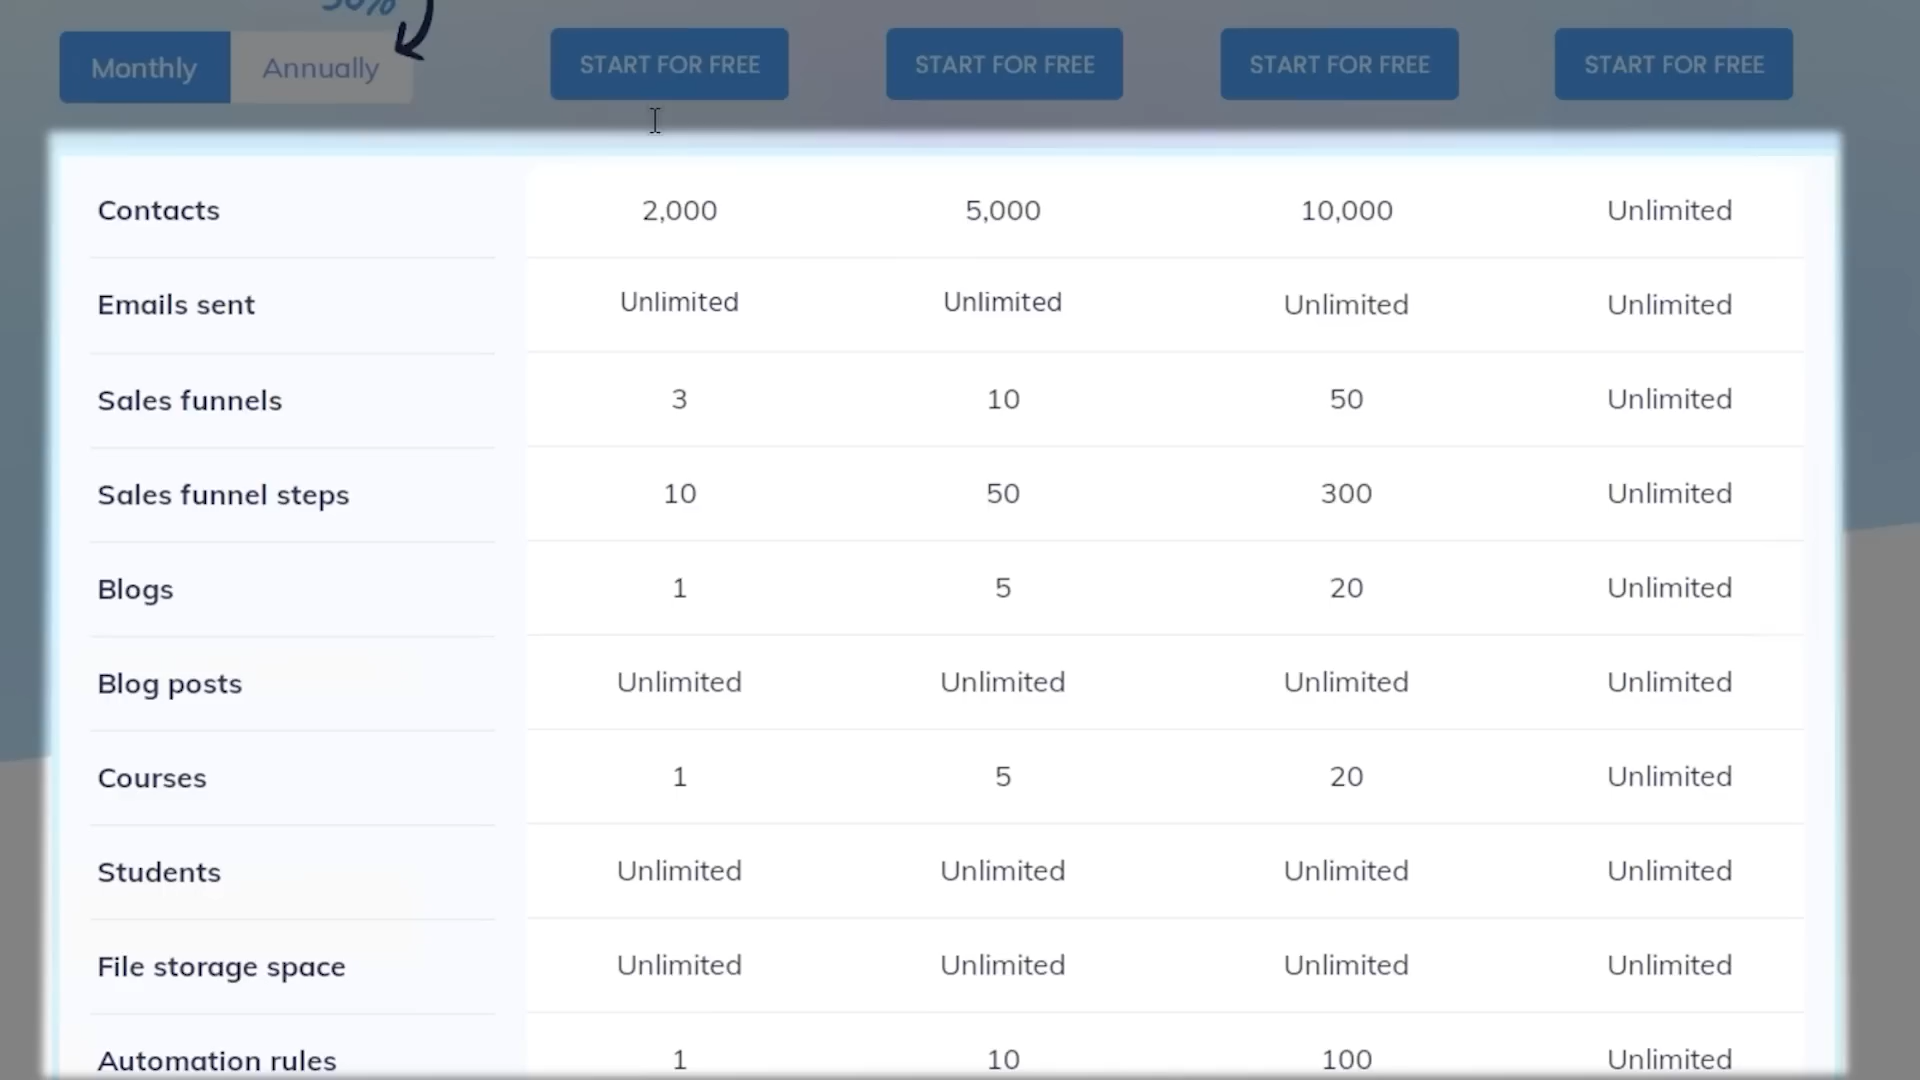 Monthly Annually START FOR FREE START FOR FREE START FOR FREE START FOR FREE
Contacts 2,000 5,000 10,000 Unlimited
Emails sent Unlimited Unlimited Unlimited Unlimited
Sales funnels 3 10 50 Unlimited
Sales funnel steps 10 50 300 Unlimited
Blogs 1 5 20 Unlimited
Blog posts Unlimited Unlimited Unlimited Unlimited
Courses 1 5 20 Unlimited
Students Unlimited Unlimited Unlimited Unlimited
File storage space Unlimited Unlimited Unlimited Unlimited
Automation rules 1 10 100 Unlimited